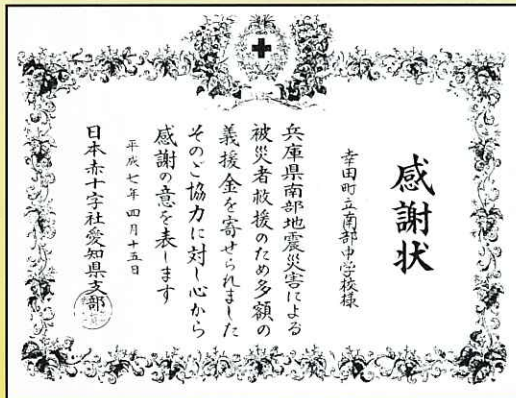 感謝状
幸田町立南部中学校様
兵庫県南部地震災害による
被災者救援のため多額の
義援金を寄せられました
そのご協力に対し心から
感謝の意を表します
平成七年四月十五日
日本赤十字社愛知県支部